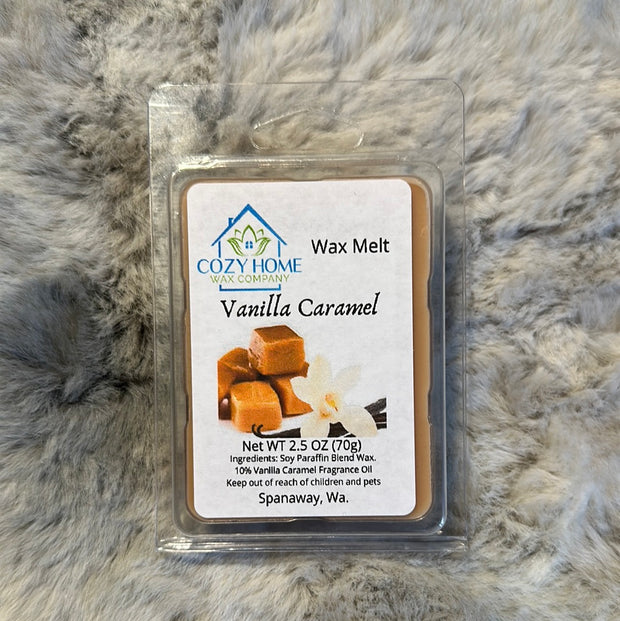 COZY HOME
WAX COMPANY
Wax Melt
Vanilla Caramel
Net WT 2.5 OZ (70g)
Ingredients: Soy Paraffin Blend Wax.
10% Vanilla Caramel Fragrance Oil
Keep out of reach of children and pets
Spanaway, Wa.